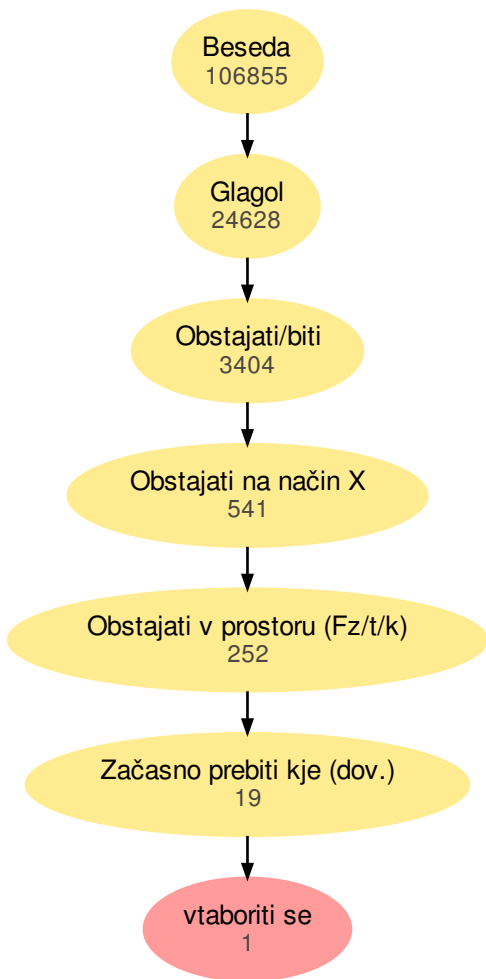 Beseda
106855
Glagol
24628
Obstajati/biti
3404
Obstajati na način X
541
Obstajati v prostoru (Fz/t/k)
252
Začasno prebiti kje (dov.)
19
vtaboriti se
1